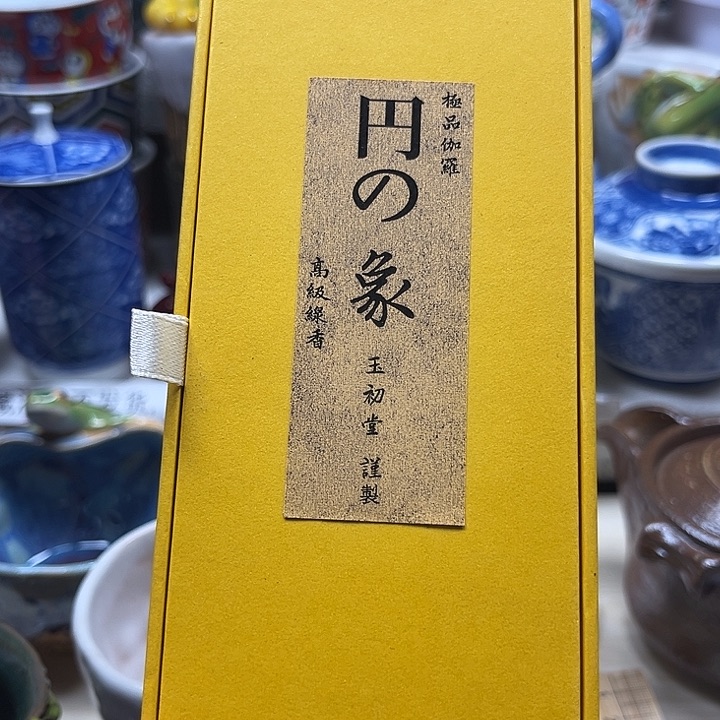 極品伽羅
円の象
玉初堂 謹製
高級線香